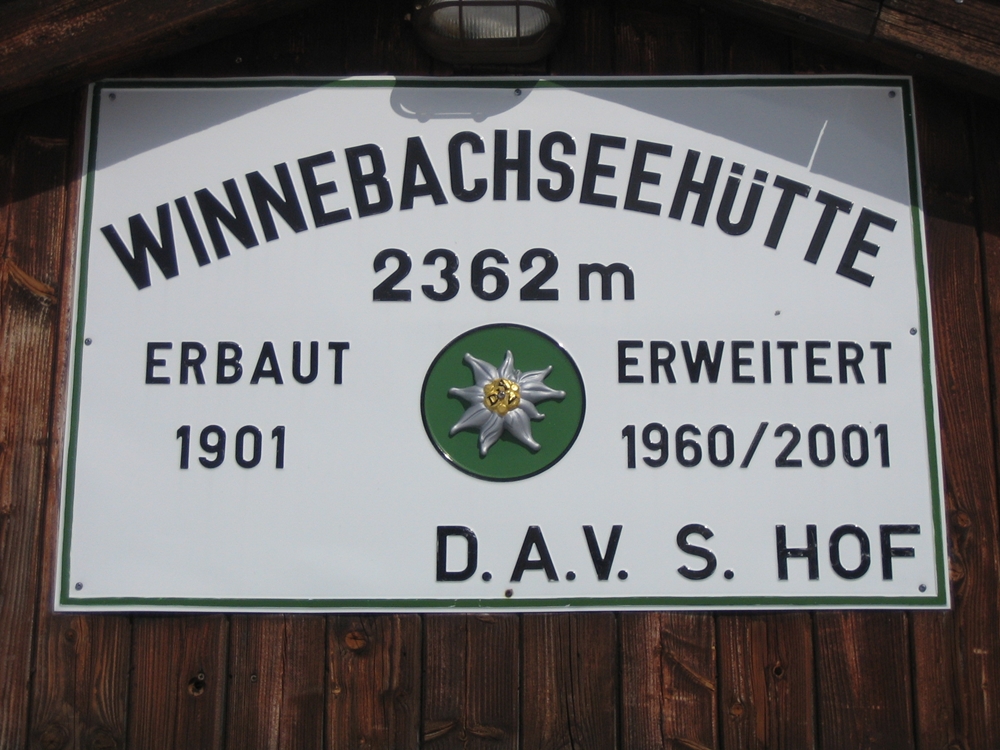 WINNEBACHSEEHÜTTE
2362 m
ERBAUT
1901
ERWEITERT
1960/2001
D.A.V. S. HOF